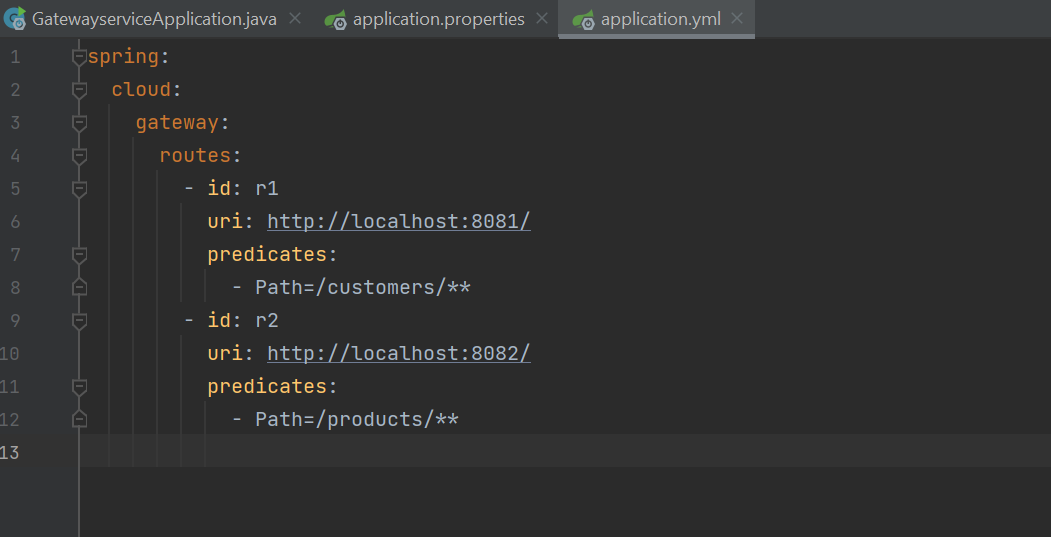 GatewayserviceApplication.java application.properties application.yml
1 spring:
2   cloud:
3     gateway:
4       routes:
5         - id: r1
6           uri: http://localhost:8081/
7           predicates:
8             - Path=/customers/**
9         - id: r2
10           uri: http://localhost:8082/
11           predicates:
12             - Path=/products/**
13